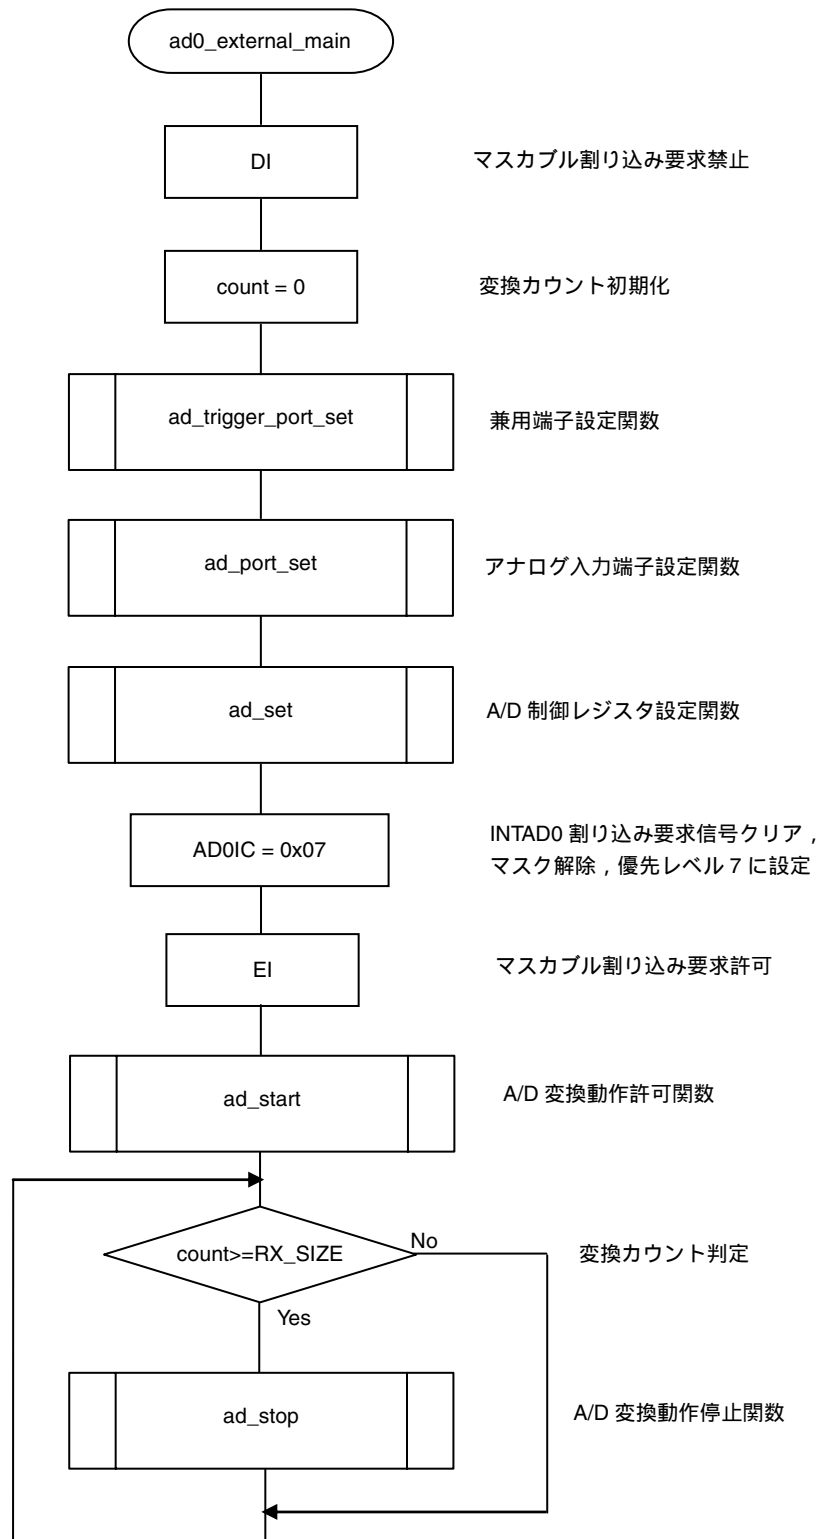 ad0_external_main
DI
マスカブル割り込み要求禁止
count = 0
変換カウント初期化
ad_trigger_port_set
兼用端子設定関数
ad_port_set
アナログ入力端子設定関数
ad_set
A/D 制御レジスタ設定関数
AD0IC = 0x07
INTAD0 割り込み要求信号クリア，
マスク解除，優先レベル７に設定
EI
マスカブル割り込み要求許可
ad_start
A/D 変換動作許可関数
count>=RX_SIZE
No
変換カウント判定
Yes
ad_stop
A/D 変換動作停止関数